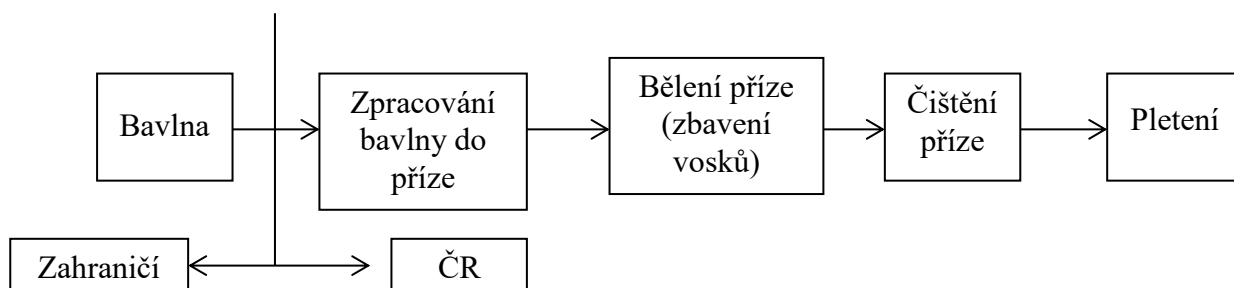 Bavlna
Zpracování
bavlny do
příze
Bělení příze
(zbavení
vosků)
Čištění
příze
Pletení
Zahraničí
ČR